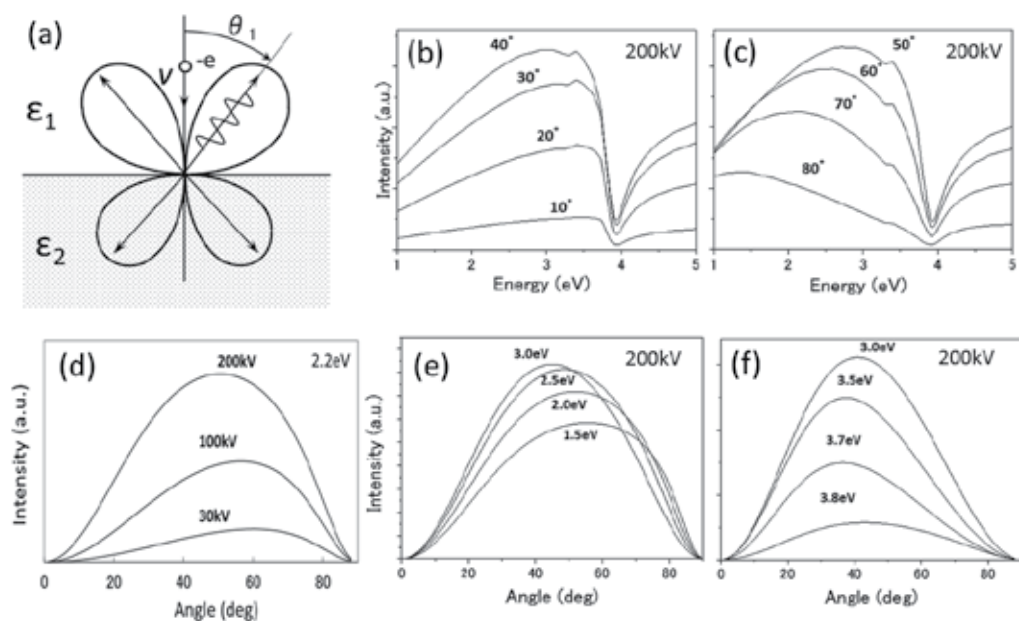 (a)
θ1
-e
v
ε1
ε2
(b)
200kV
40°
30°
20°
10°
Intensity (a.u.)
1 2 3 4 5
Energy (eV)
(c)
200kV
50°
60°
70°
80°
Intensity (a.u.)
1 2 3 4 5
Energy (eV)
(d)
2.2eV
200kV
100kV
30kV
Intensity (a.u.)
0 20 40 60 80
Angle (deg)
(e)
200kV
3.0eV
2.5eV
2.0eV
1.5eV
Intensity (a.u.)
0 20 40 60 80
Angle (deg)
(f)
200kV
3.0eV
3.5eV
3.7eV
3.8eV
Intensity (a.u.)
0 20 40 60 80
Angle (deg)